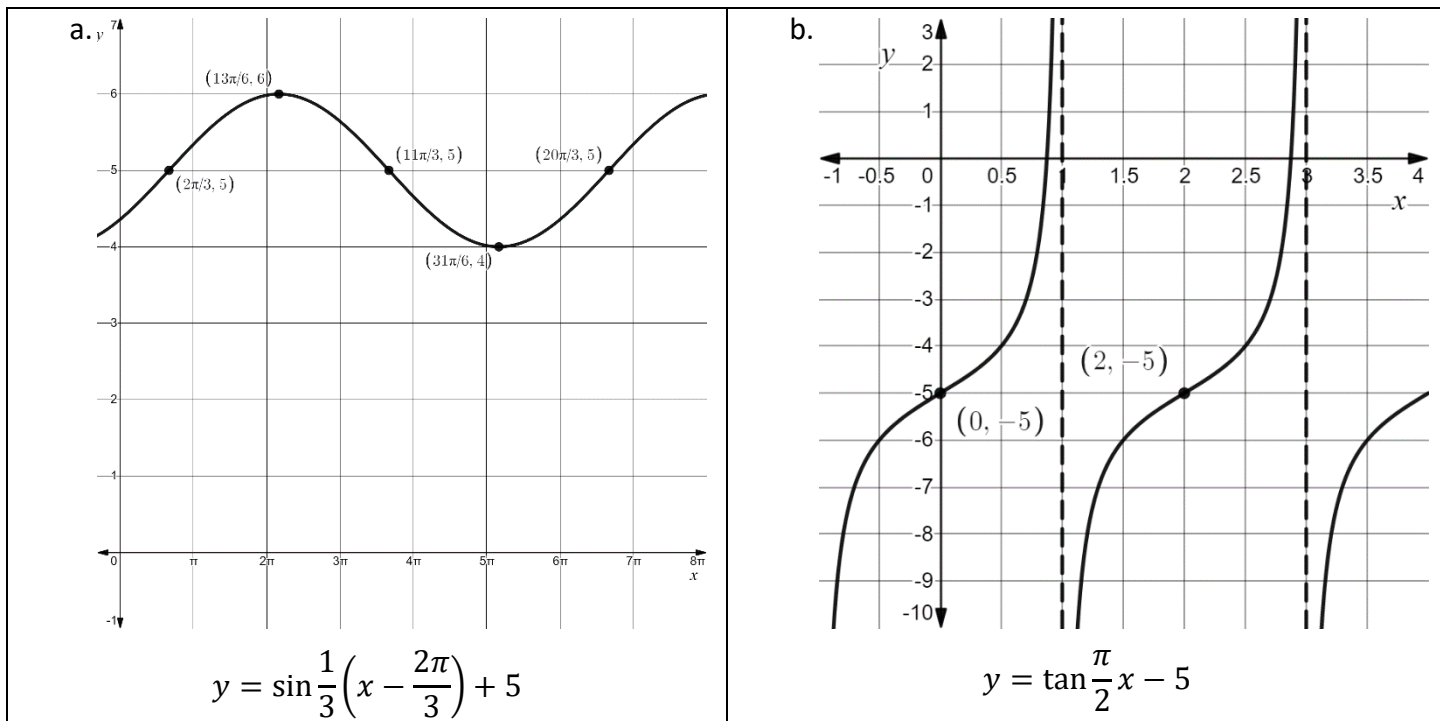 a.
y
7
(13π/6, 6)
6
(11π/3, 5)
(20π/3, 5)
5
(2π/3, 5)
4
(31π/6, 4)
3
2
1
0 π 2π 3π 4π 5π 6π 7π 8π
x
-1
y = sin 1/3 (x − 2π/3) + 5
b.
3
y
2
1
-1 -0.5 0 0.5 1 1.5 2 2.5 3 3.5 4
x
-1
-2
-3
-4
(2, −5)
-5
(0, −5)
-6
-7
-8
-9
-10
y = tan π/2 x − 5